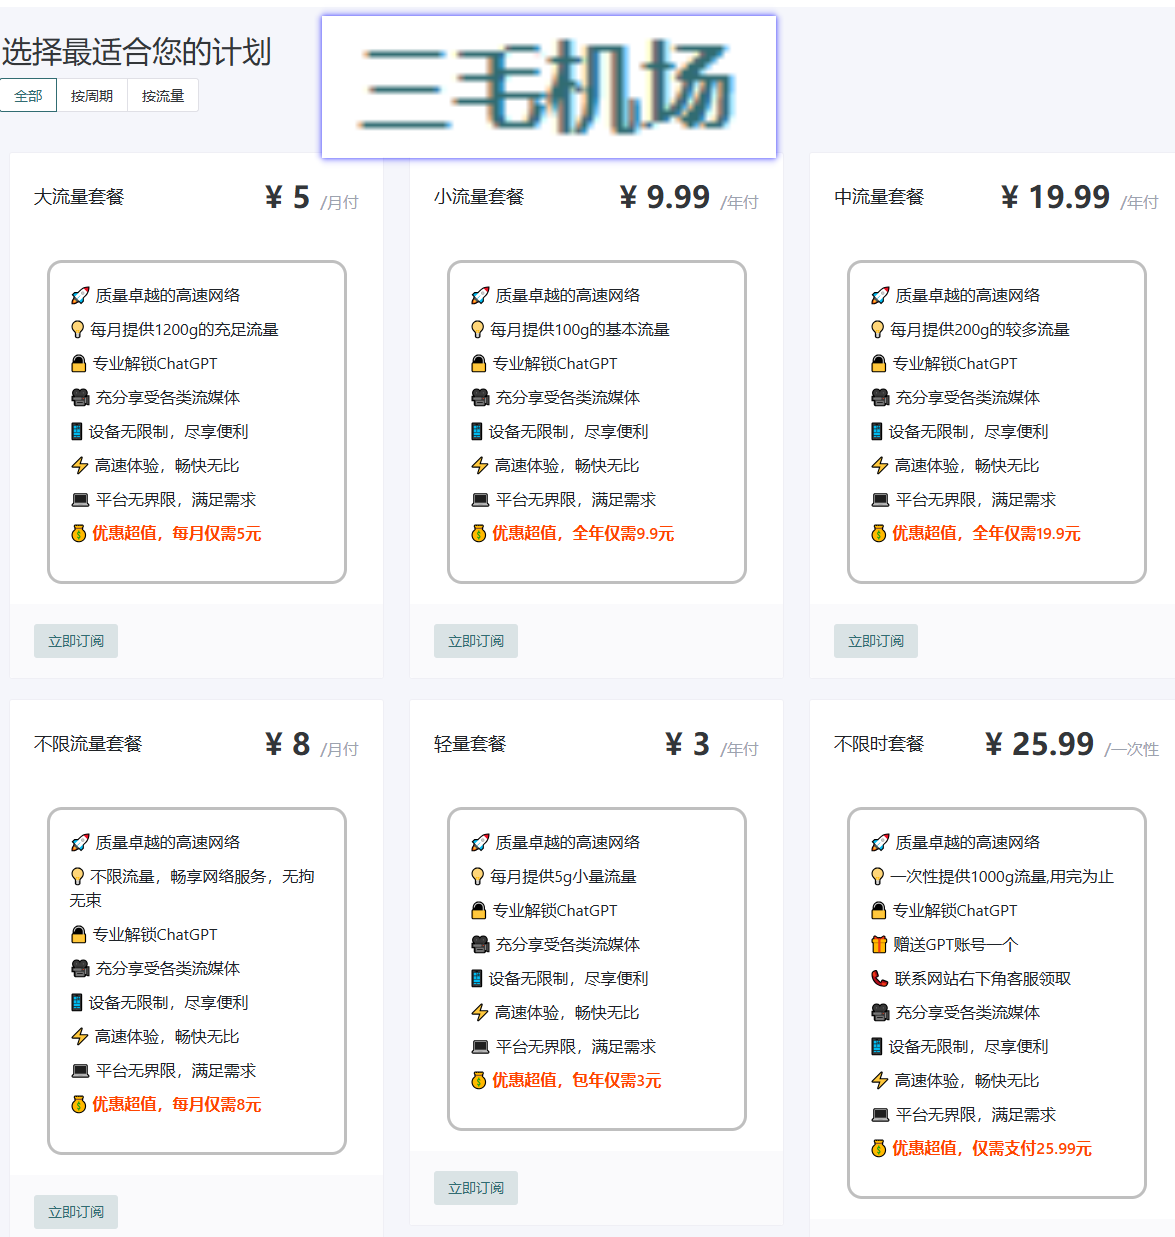 选择最适合您的计划
三毛机场
全部 按周期 按流量
大流量套餐 ¥ 5 /月付
质量卓越的高速网络
每月提供1200g的充足流量
专业解锁ChatGPT
充分享受各类流媒体
设备无限制，尽享便利
高速体验，畅快无比
平台无界限，满足需求
优惠超值，每月仅需5元
立即订阅
小流量套餐 ¥ 9.99 /年付
质量卓越的高速网络
每月提供100g的基本流量
专业解锁ChatGPT
充分享受各类流媒体
设备无限制，尽享便利
高速体验，畅快无比
平台无界限，满足需求
优惠超值，全年仅需9.9元
立即订阅
中流量套餐 ¥ 19.99 /年付
质量卓越的高速网络
每月提供200g的较多流量
专业解锁ChatGPT
充分享受各类流媒体
设备无限制，尽享便利
高速体验，畅快无比
平台无界限，满足需求
优惠超值，全年仅需19.9元
立即订阅
不限流量套餐 ¥ 8 /月付
质量卓越的高速网络
不限流量，畅享网络服务，无拘
无束
专业解锁ChatGPT
充分享受各类流媒体
设备无限制，尽享便利
高速体验，畅快无比
平台无界限，满足需求
优惠超值，每月仅需8元
立即订阅
轻量套餐 ¥ 3 /年付
质量卓越的高速网络
每月提供5g小量流量
专业解锁ChatGPT
充分享受各类流媒体
设备无限制，尽享便利
高速体验，畅快无比
平台无界限，满足需求
优惠超值，包年仅需3元
立即订阅
不限时套餐 ¥ 25.99 /一次性
质量卓越的高速网络
一次性提供1000g流量,用完为止
专业解锁ChatGPT
赠送GPT账号一个
联系网站右下角客服领取
充分享受各类流媒体
设备无限制，尽享便利
高速体验，畅快无比
平台无界限，满足需求
优惠超值，仅需支付25.99元